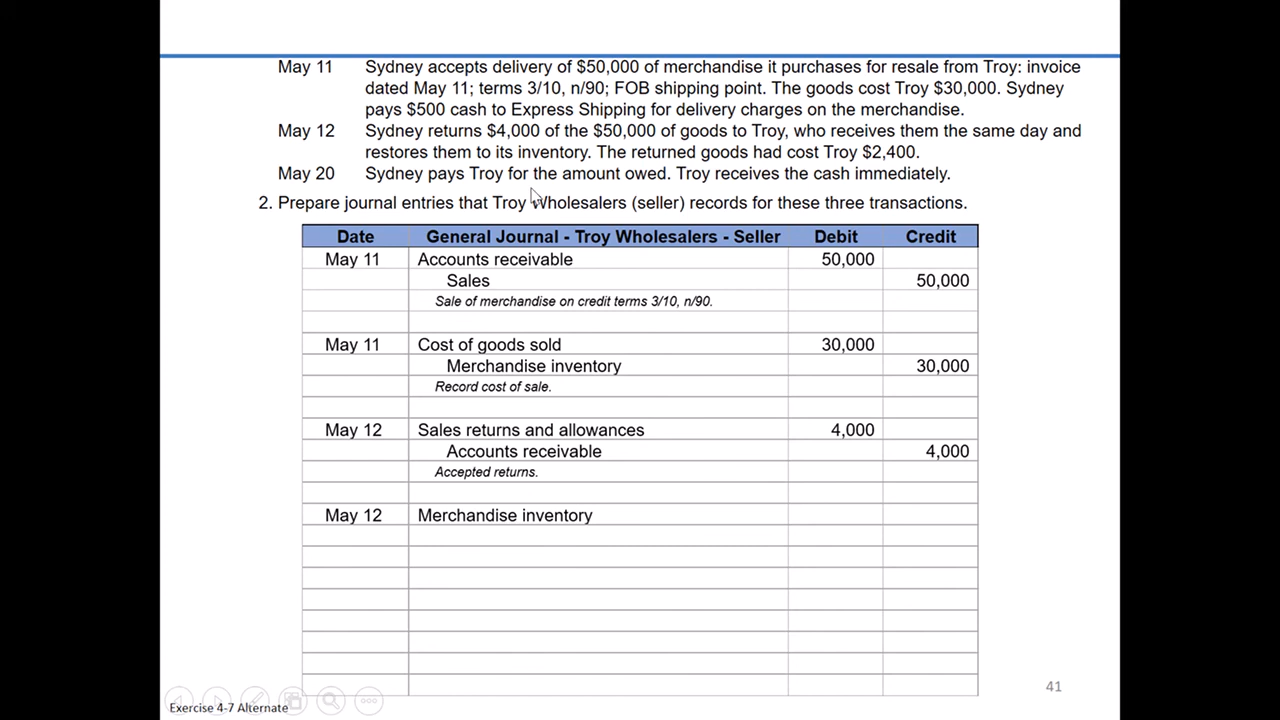 May 11 Sydney accepts delivery of $50,000 of merchandise it purchases for resale from Troy: invoice
dated May 11; terms 3/10, n/90; FOB shipping point. The goods cost Troy $30,000. Sydney
pays $500 cash to Express Shipping for delivery charges on the merchandise.
May 12 Sydney returns $4,000 of the $50,000 of goods to Troy, who receives them the same day and
restores them to its inventory. The returned goods had cost Troy $2,400.
May 20 Sydney pays Troy for the amount owed. Troy receives the cash immediately.
2. Prepare journal entries that Troy Wholesalers (seller) records for these three transactions.
Date General Journal - Troy Wholesalers - Seller Debit Credit
May 11 Accounts receivable 50,000
Sales 50,000
Sale of merchandise on credit terms 3/10, n/90.
May 11 Cost of goods sold 30,000
Merchandise inventory 30,000
Record cost of sale.
May 12 Sales returns and allowances 4,000
Accounts receivable 4,000
Accepted returns.
May 12 Merchandise inventory
41
Exercise 4-7 Alternate